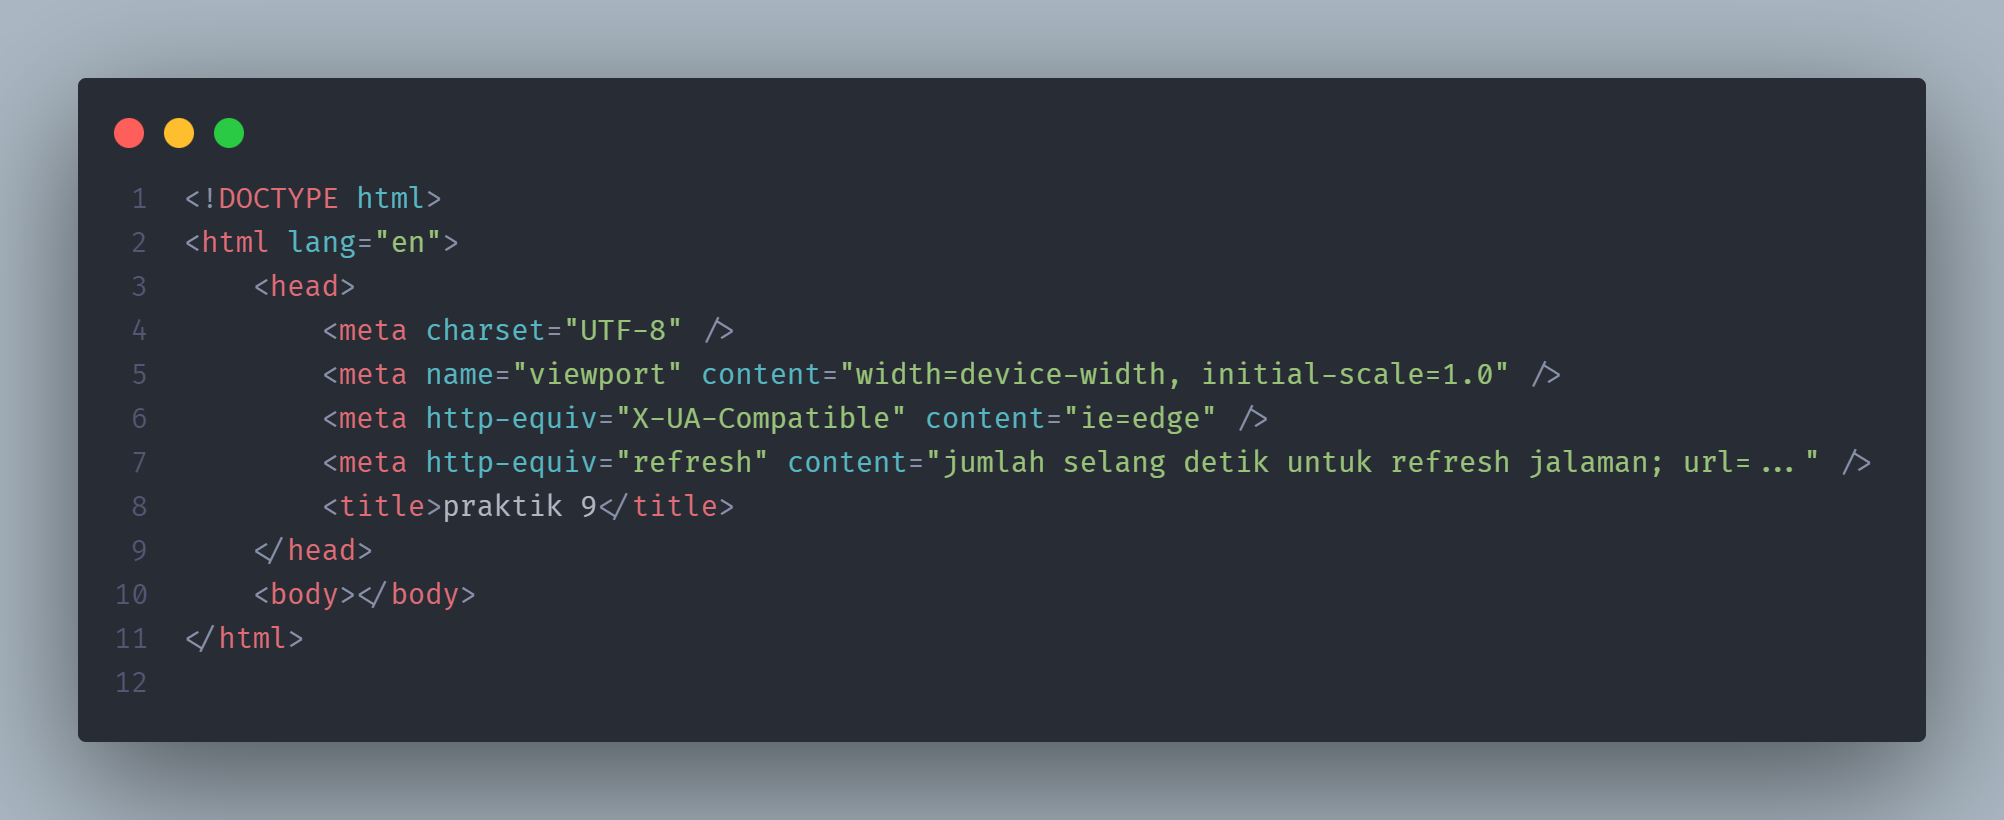 1 <!DOCTYPE html>
2 <html lang="en">
3     <head>
4         <meta charset="UTF-8" />
5         <meta name="viewport" content="width=device-width, initial-scale=1.0" />
6         <meta http-equiv="X-UA-Compatible" content="ie=edge" />
7         <meta http-equiv="refresh" content="jumlah selang detik untuk refresh jalaman; url=..." />
8         <title>praktik 9</title>
9     </head>
10     <body></body>
11 </html>
12